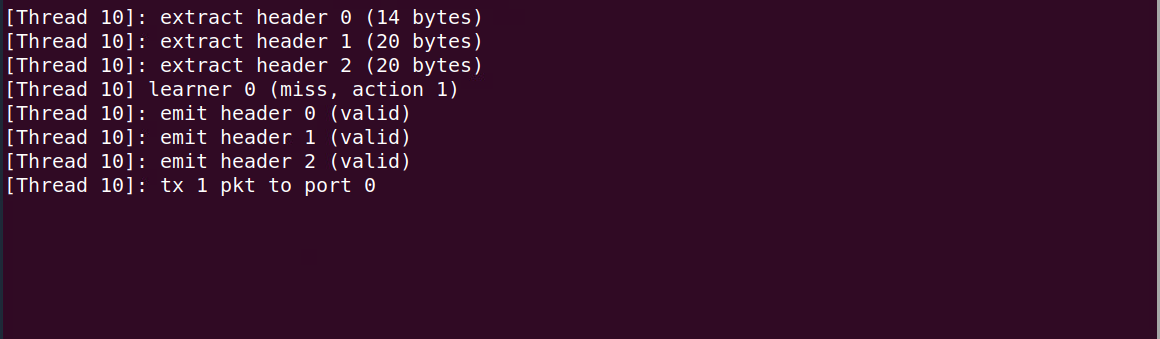 [Thread 10]: extract header 0 (14 bytes)
[Thread 10]: extract header 1 (20 bytes)
[Thread 10]: extract header 2 (20 bytes)
[Thread 10] learner 0 (miss, action 1)
[Thread 10]: emit header 0 (valid)
[Thread 10]: emit header 1 (valid)
[Thread 10]: emit header 2 (valid)
[Thread 10]: tx 1 pkt to port 0